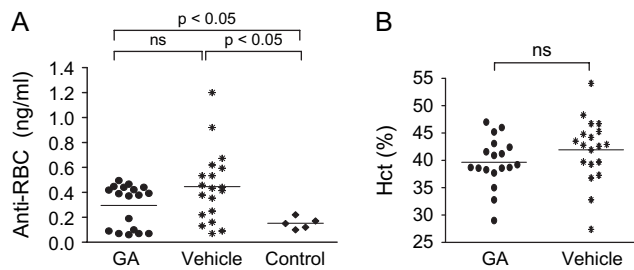 A
p < 0.05
ns
p < 0.05
Anti-RBC (ng/ml)
1.4
1.2
1.0
0.8
0.6
0.4
0.2
0.0
GA
Vehicle
Control
B
ns
Hct (%)
55
50
45
40
35
30
25
GA
Vehicle